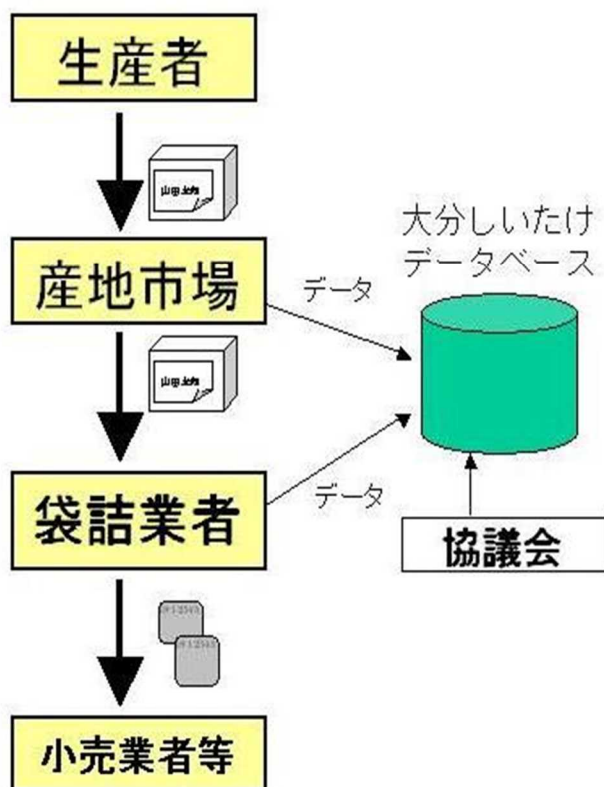 生産者
産地市場
大分しいたけ
データベース
データ
袋詰業者
データ
協議会
小売業者等